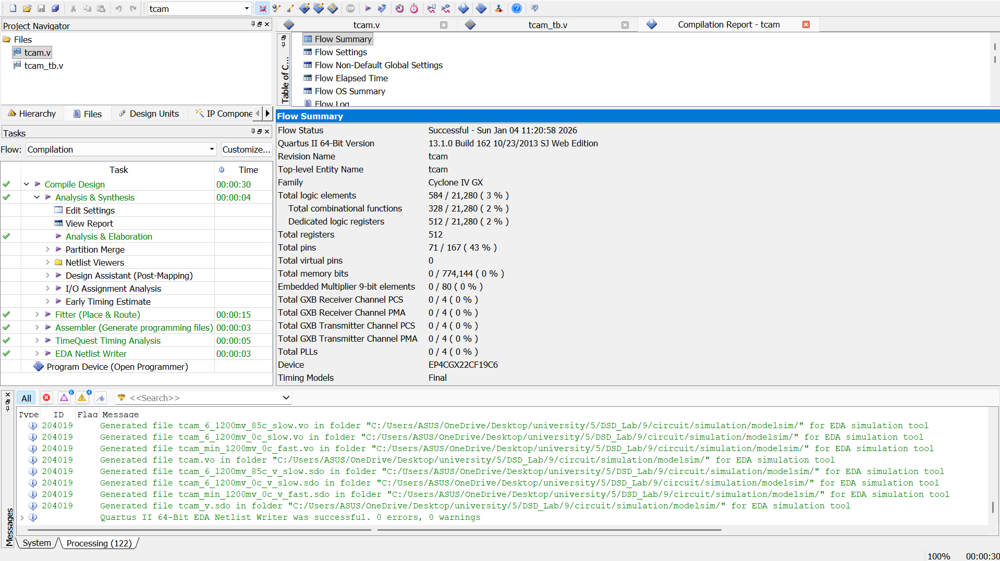 tcam
Project Navigator
Files
tcam.v
tcam_tb.v
Hierarchy
Files
Design Units
IP Compone
Tasks
Flow:
Compilation
Customize...
Task
Time
Compile Design 00:00:30
Analysis & Synthesis 00:00:04
Edit Settings
View Report
Analysis & Elaboration
Partition Merge
Netlist Viewers
Design Assistant (Post-Mapping)
I/O Assignment Analysis
Early Timing Estimate
Fitter (Place & Route) 00:00:15
Assembler (Generate programming files) 00:00:03
TimeQuest Timing Analysis 00:00:05
EDA Netlist Writer 00:00:03
Program Device (Open Programmer)
tcam.v
tcam_tb.v
Compilation Report - tcam
Table of C...
Flow Summary
Flow Settings
Flow Non-Default Global Settings
Flow Elapsed Time
Flow OS Summary
Flow Log
Flow Summary
Flow Status Successful - Sun Jan 04 11:20:58 2026
Quartus II 64-Bit Version 13.1.0 Build 162 10/23/2013 SJ Web Edition
Revision Name tcam
Top-level Entity Name tcam
Family Cyclone IV GX
Total logic elements 584 / 21,280 ( 3 % )
Total combinational functions 328 / 21,280 ( 2 % )
Dedicated logic registers 512 / 21,280 ( 2 % )
Total registers 512
Total pins 71 / 167 ( 43 % )
Total virtual pins 0
Total memory bits 0 / 774,144 ( 0 % )
Embedded Multiplier 9-bit elements 0 / 80 ( 0 % )
Total GXB Receiver Channel PCS 0 / 4 ( 0 % )
Total GXB Receiver Channel PMA 0 / 4 ( 0 % )
Total GXB Transmitter Channel PCS 0 / 4 ( 0 % )
Total GXB Transmitter Channel PMA 0 / 4 ( 0 % )
Total PLLs 0 / 4 ( 0 % )
Device EP4CGX22CF19C6
Timing Models Final
Messages
All
6
4
<<Search>>
Type ID Flag Message
204019 Generated file tcam_6_1200mv_85c_slow.vo in folder "C:/Users/ASUS/OneDrive/Desktop/university/5/DSD_Lab/9/circuit/simulation/modelsim/" for EDA simulation tool
204019 Generated file tcam_6_1200mv_0c_slow.vo in folder "C:/Users/ASUS/OneDrive/Desktop/university/5/DSD_Lab/9/circuit/simulation/modelsim/" for EDA simulation tool
204019 Generated file tcam_min_1200mv_0c_fast.vo in folder "C:/Users/ASUS/OneDrive/Desktop/university/5/DSD_Lab/9/circuit/simulation/modelsim/" for EDA simulation tool
204019 Generated file tcam.vo in folder "C:/Users/ASUS/OneDrive/Desktop/university/5/DSD_Lab/9/circuit/simulation/modelsim/" for EDA simulation tool
204019 Generated file tcam_6_1200mv_85c_v_slow.sdo in folder "C:/Users/ASUS/OneDrive/Desktop/university/5/DSD_Lab/9/circuit/simulation/modelsim/" for EDA simulation tool
204019 Generated file tcam_6_1200mv_0c_v_slow.sdo in folder "C:/Users/ASUS/OneDrive/Desktop/university/5/DSD_Lab/9/circuit/simulation/modelsim/" for EDA simulation tool
204019 Generated file tcam_min_1200mv_0c_v_fast.sdo in folder "C:/Users/ASUS/OneDrive/Desktop/university/5/DSD_Lab/9/circuit/simulation/modelsim/" for EDA simulation tool
204019 Generated file tcam_v.sdo in folder "C:/Users/ASUS/OneDrive/Desktop/university/5/DSD_Lab/9/circuit/simulation/modelsim/" for EDA simulation tool
Quartus II 64-Bit EDA Netlist Writer was successful. 0 errors, 0 warnings
System
Processing (122)
100% 00:00:30